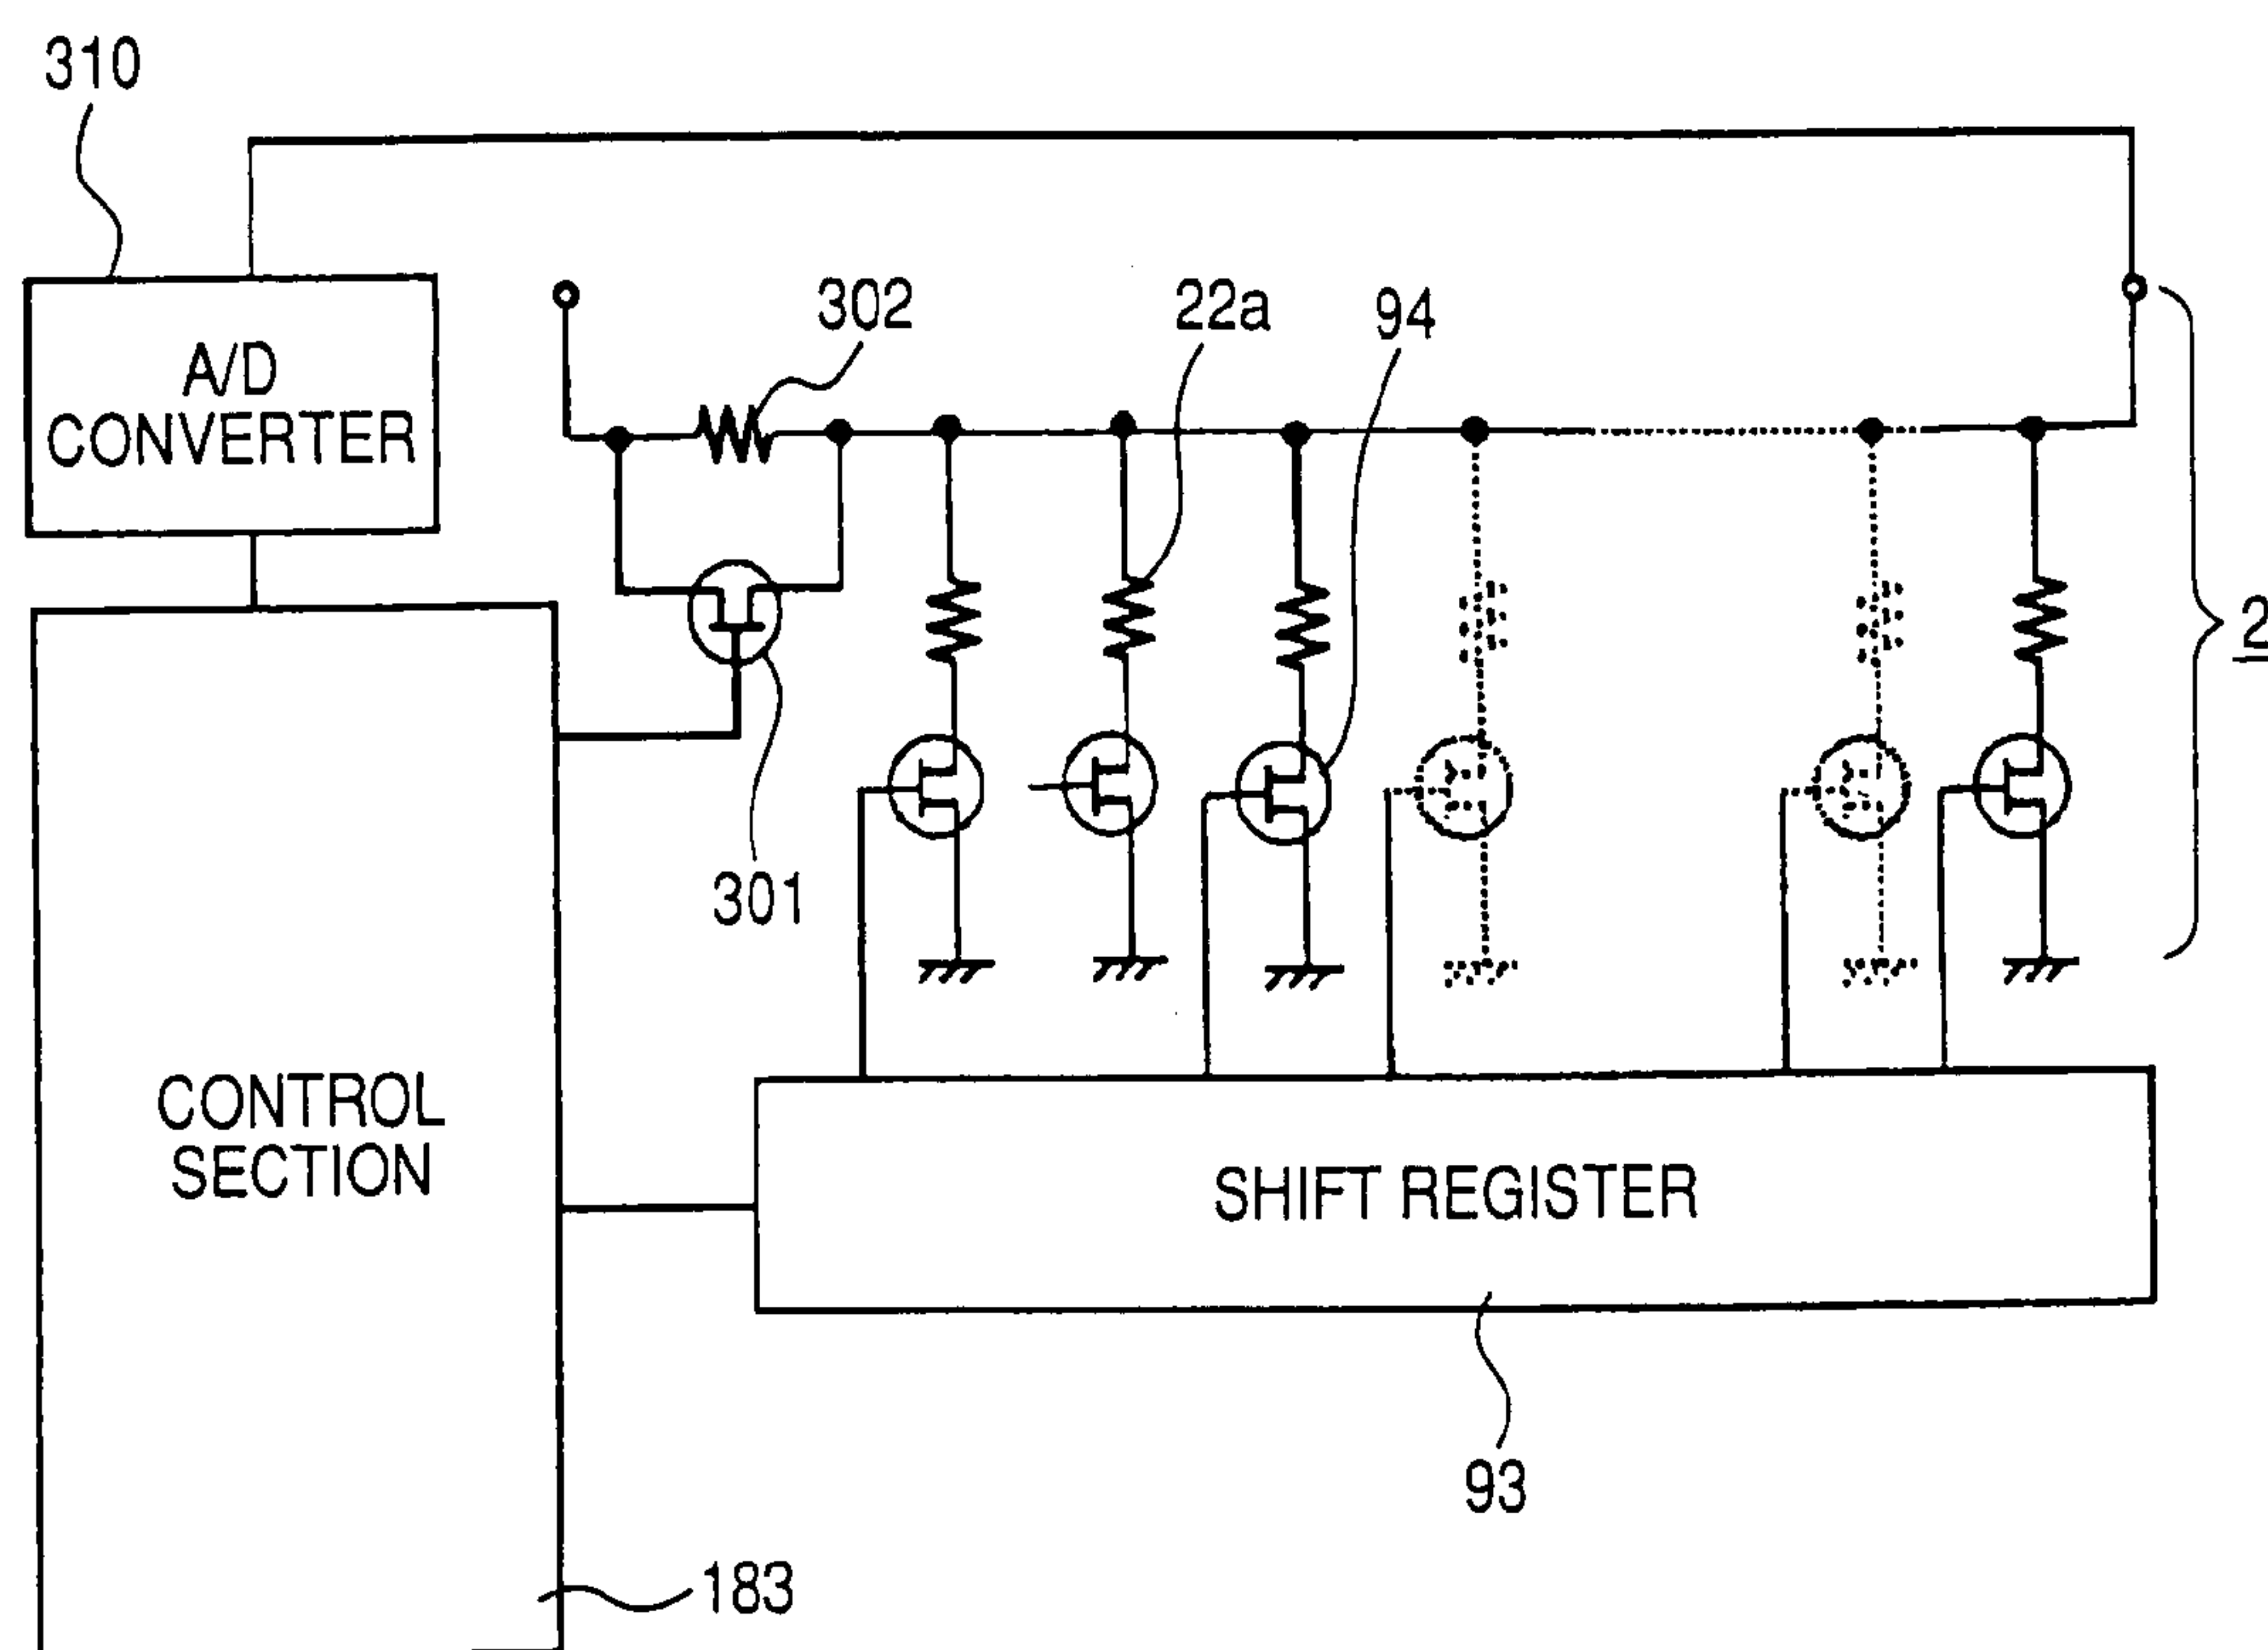 310
302
22a
94
A/D
CONVERTER
2
301
CONTROL
SECTION
SHIFT REGISTER
93
183